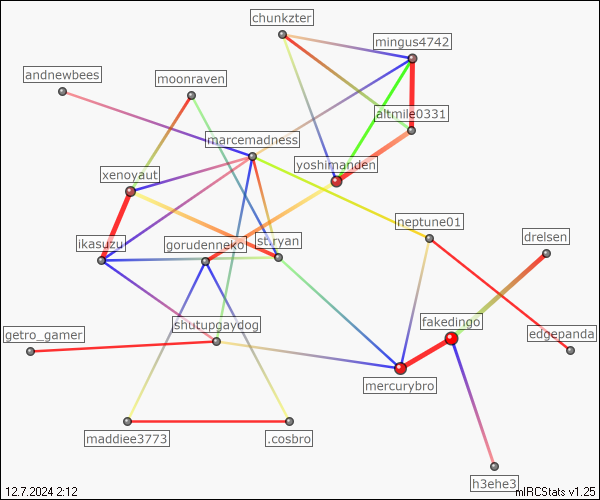 chunkzter
mingus4742
andnewbees
moonraven
altmile0331
marcemadness
yoshimanden
xenoyaut
neptune01
drelsen
ikasuzu
gorudenneko
st.ryan
fakedingo
shutupgaydog
getro_gamer
edgepanda
mercurybro
maddiee3773
.cosbro
h3ehe3
12.7.2024 2:12
mIRCStats v1.25